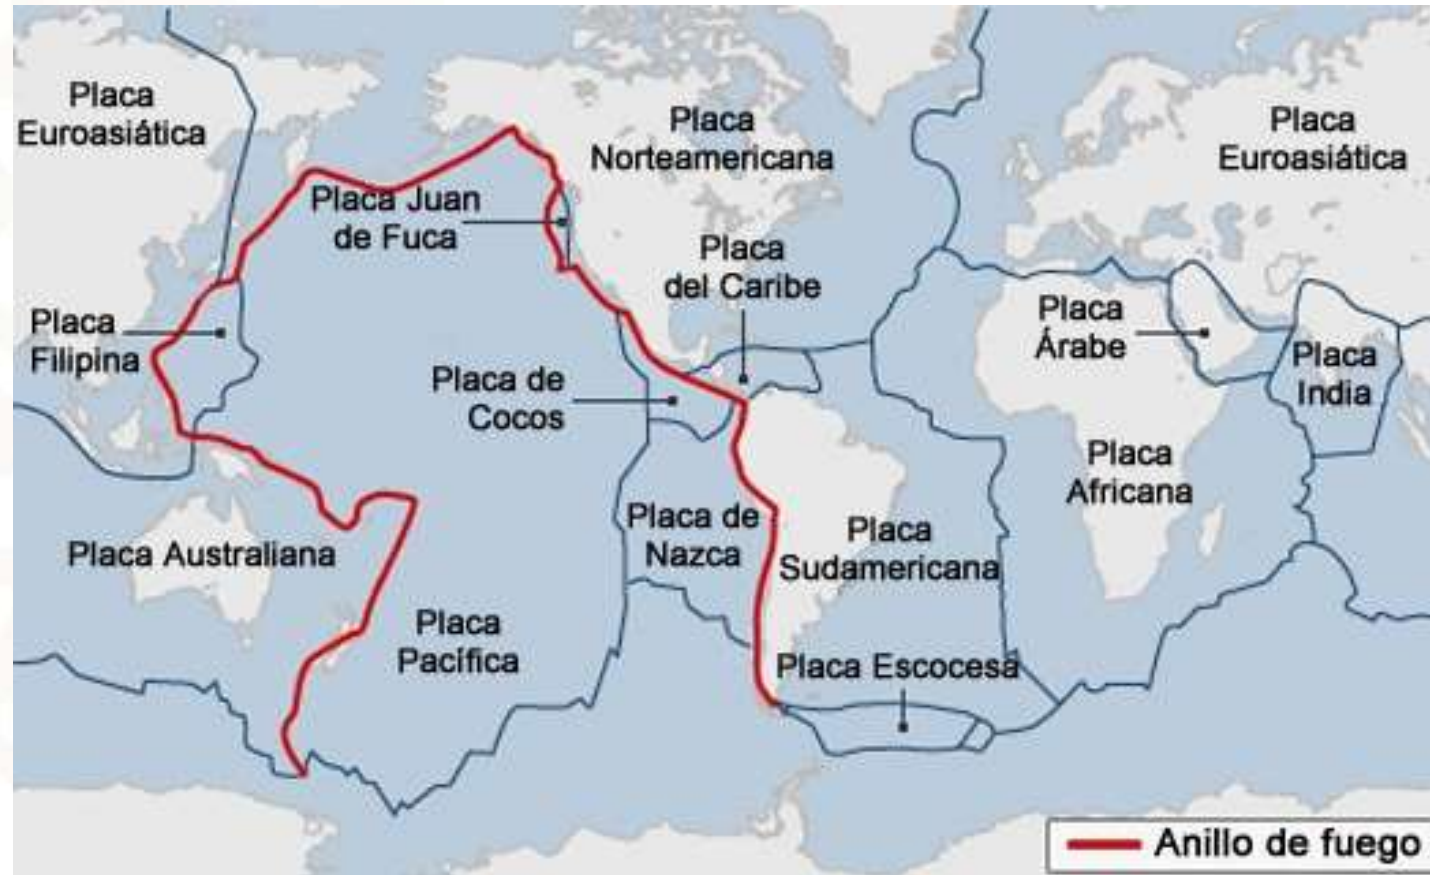 Placa
Euroasiática
Placa
Norteamericana
Placa
Euroasiática
Placa Juan
de Fuca
Placa
del Caribe
Placa
Filipina
Placa
Árabe
Placa
India
Placa de
Cocos
Placa
Africana
Placa Australiana
Placa de
Nazca
Placa
Sudamericana
Placa
Pacífica
Placa Escocesa
Anillo de fuego